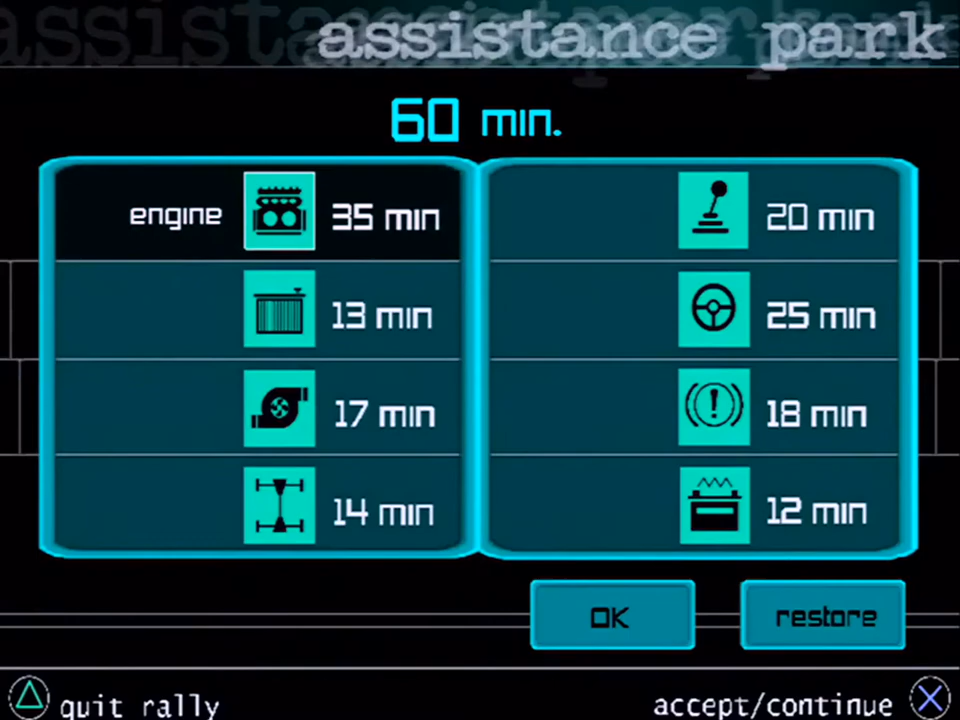 assistance park
60 min.
engine 35 min
20 min
13 min
25 min
17 min
18 min
14 min
12 min
OK
restore
quit rally
accept/continue